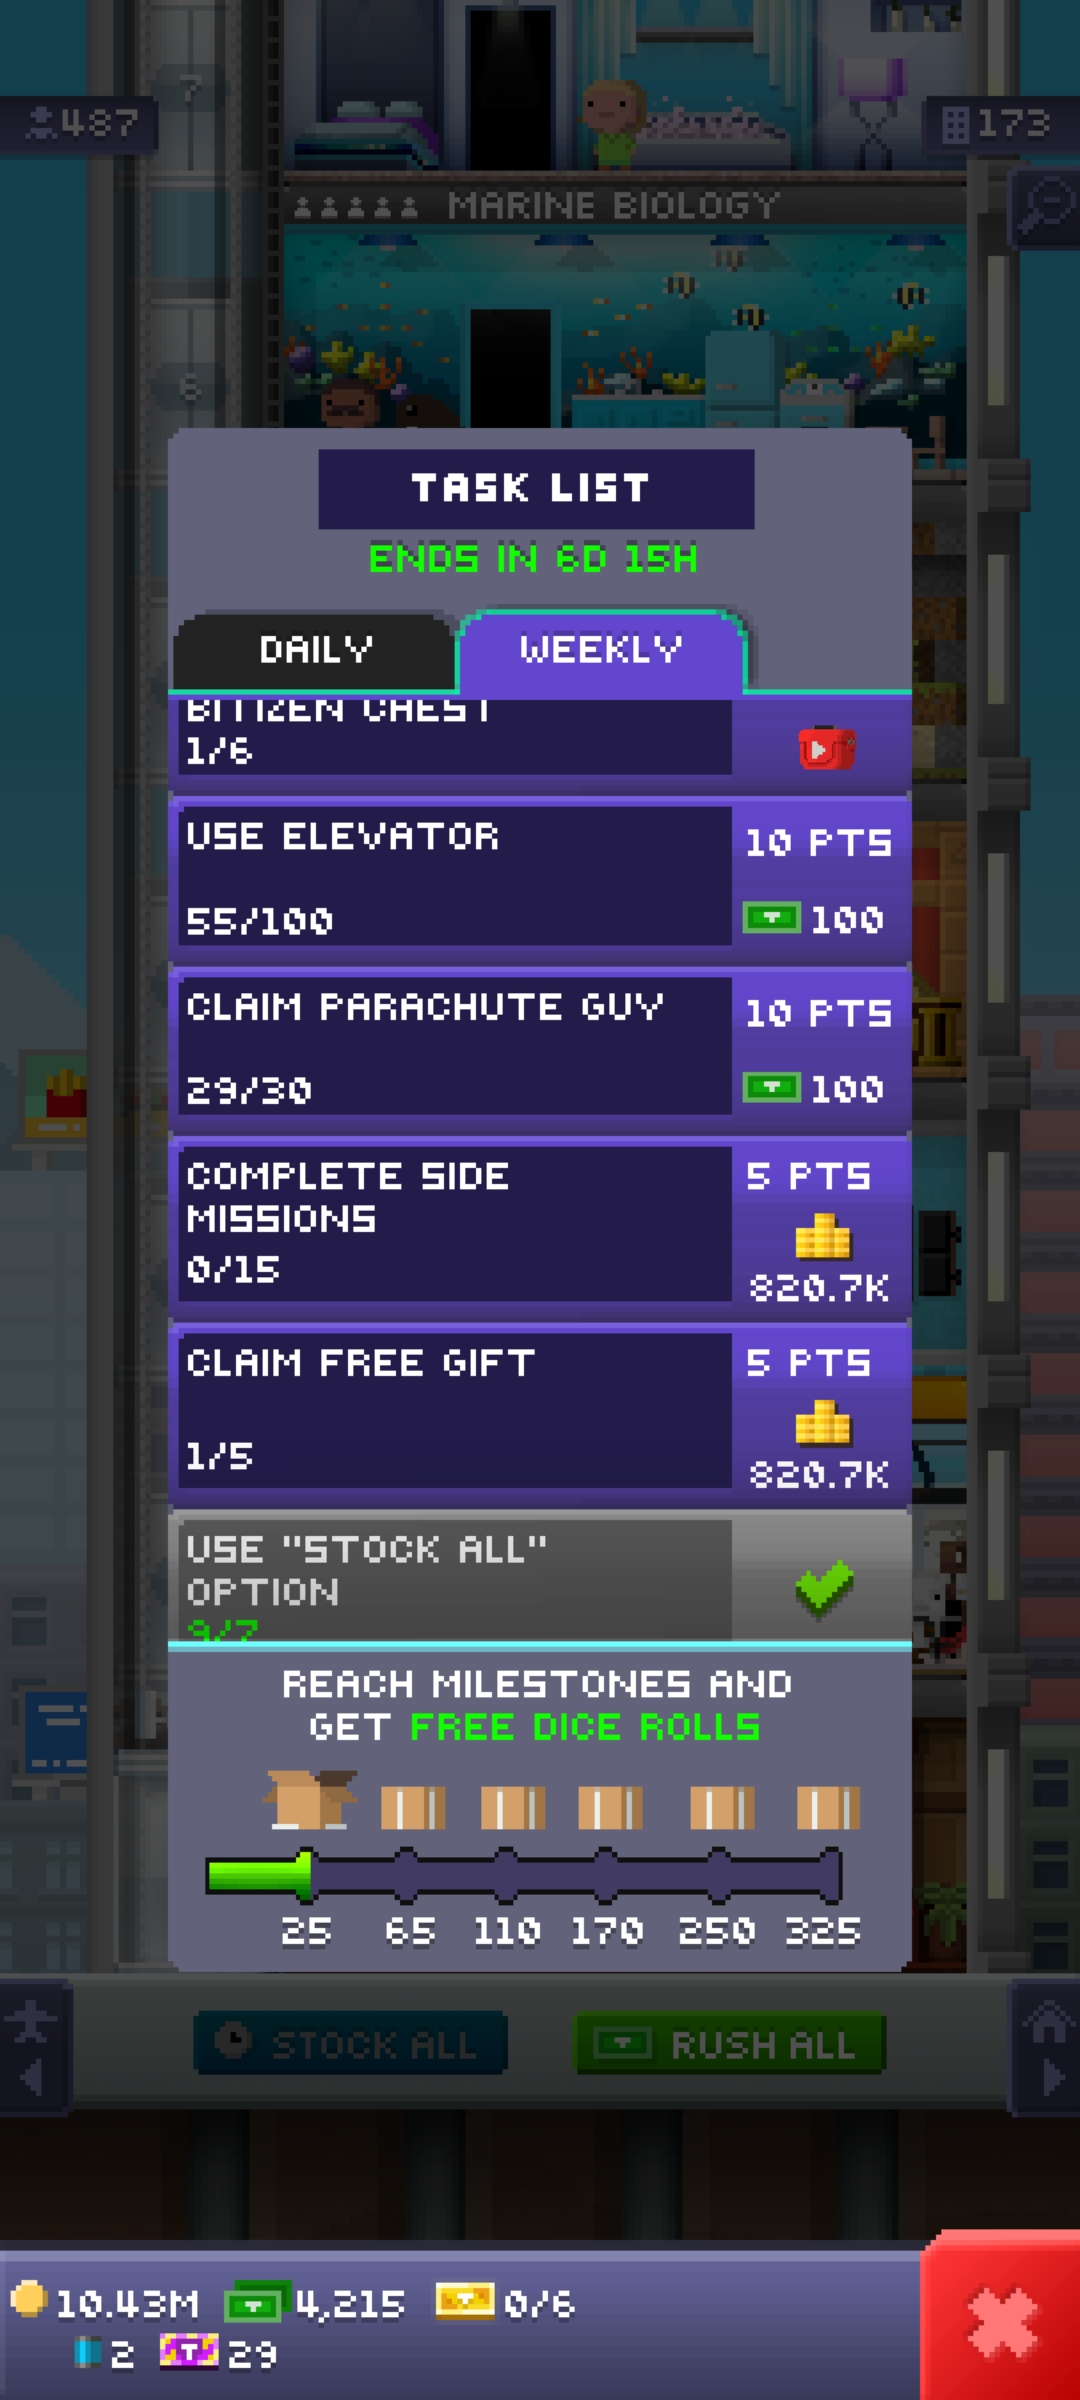 7
487
173
MARINE BIOLOGY
6
TASK LIST
ENDS IN 6D 15H
DAILY
WEEKLY
BITIZEN CHEST
1/6
USE ELEVATOR
10 PTS
55/100
100
CLAIM PARACHUTE GUY
10 PTS
29/30
100
COMPLETE SIDE
MISSIONS
5 PTS
0/15
820.7K
CLAIM FREE GIFT
5 PTS
1/5
820.7K
USE "STOCK ALL"
OPTION
9/7
REACH MILESTONES AND
GET FREE DICE ROLLS
25 65 110 170 250 325
STOCK ALL
RUSH ALL
10.43M 4,215 0/6
2 29